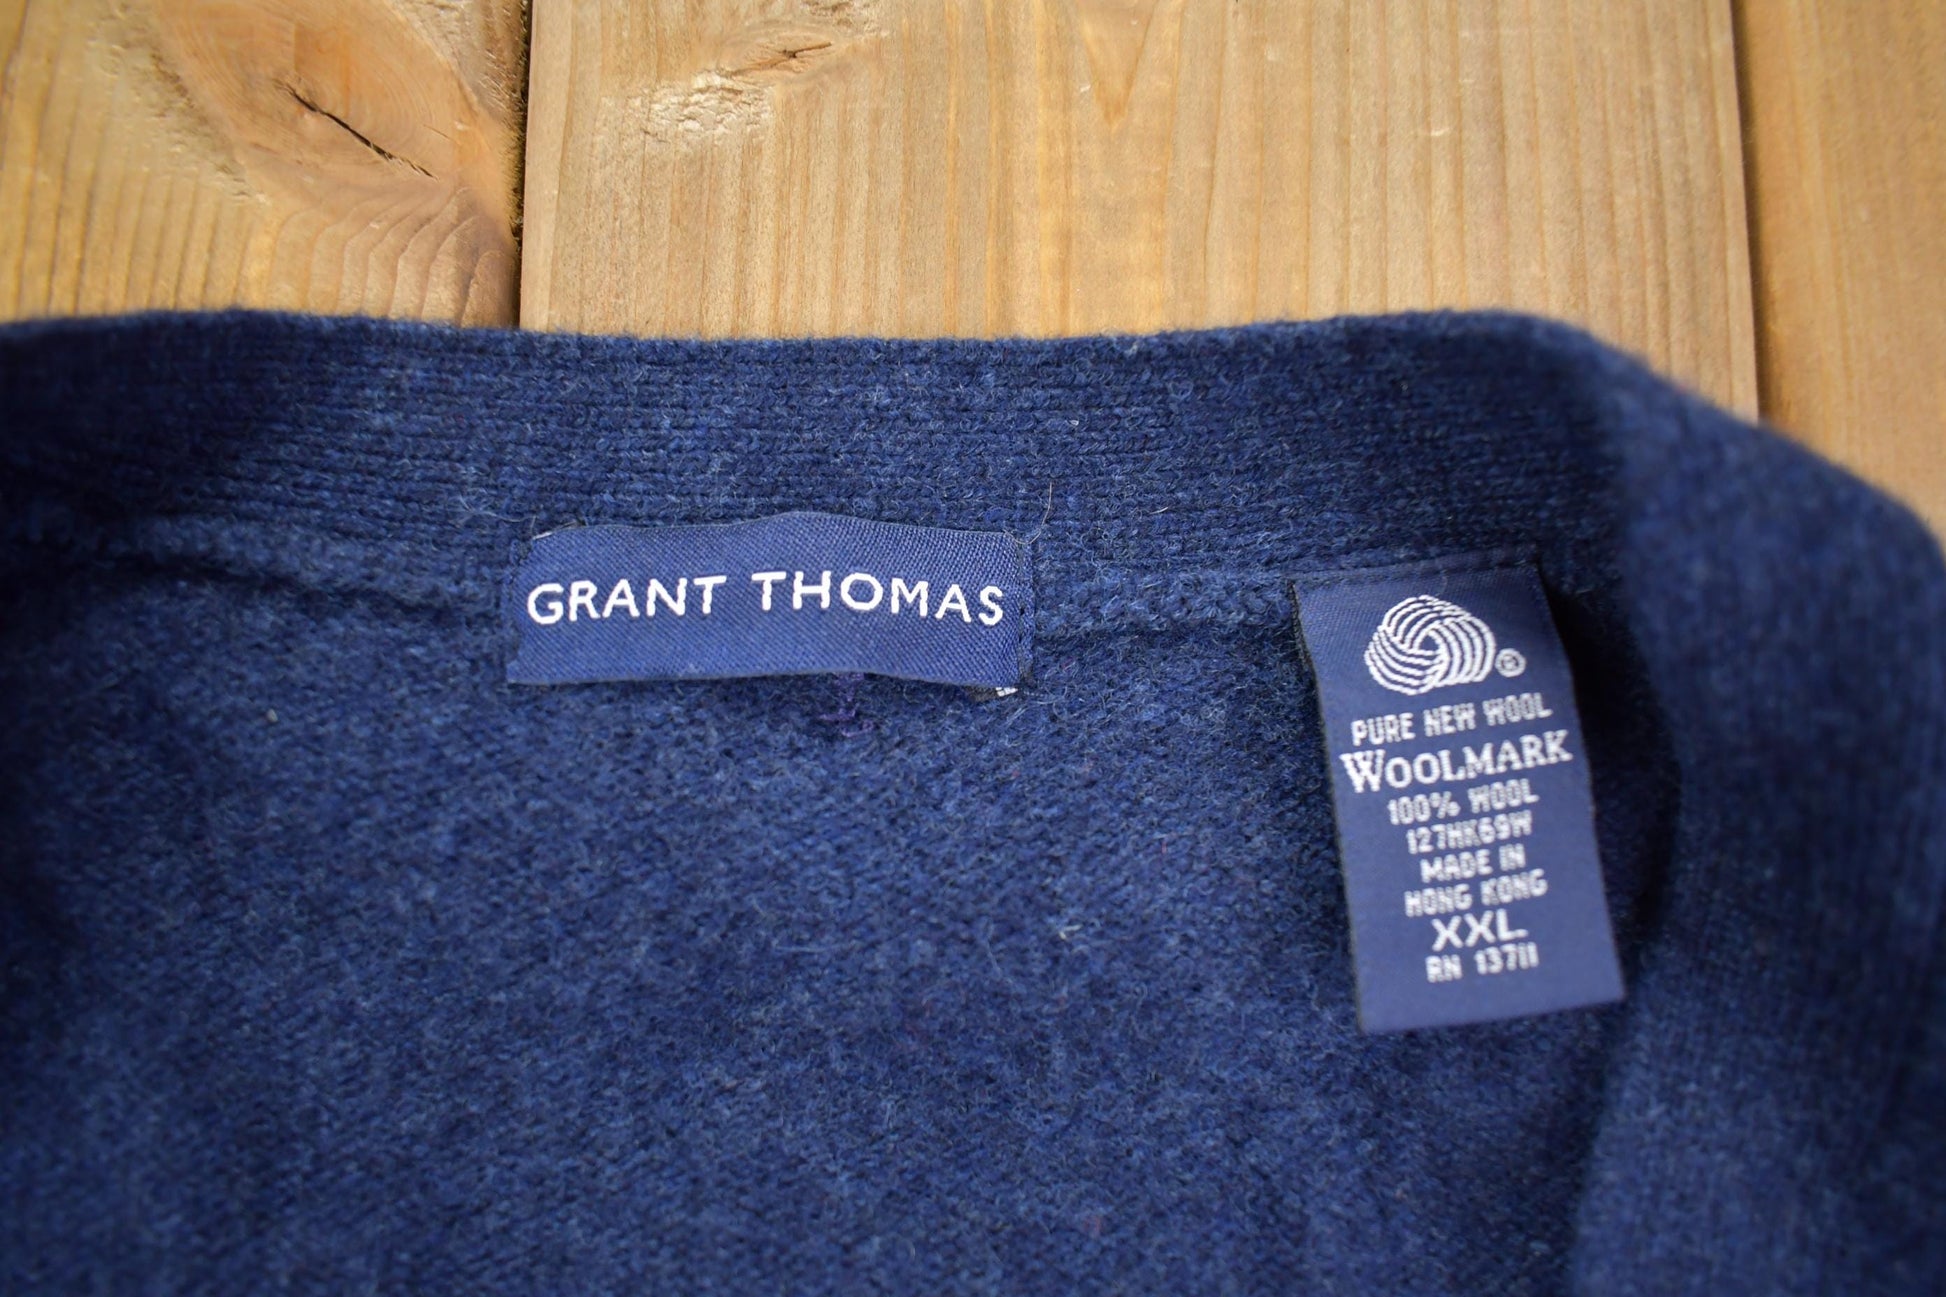 GRANT THOMAS
®
PURE NEW WOOL
WOOLMARK
100% WOOL
127HK69W
MADE IN
HONG KONG
XXL
RN 13711